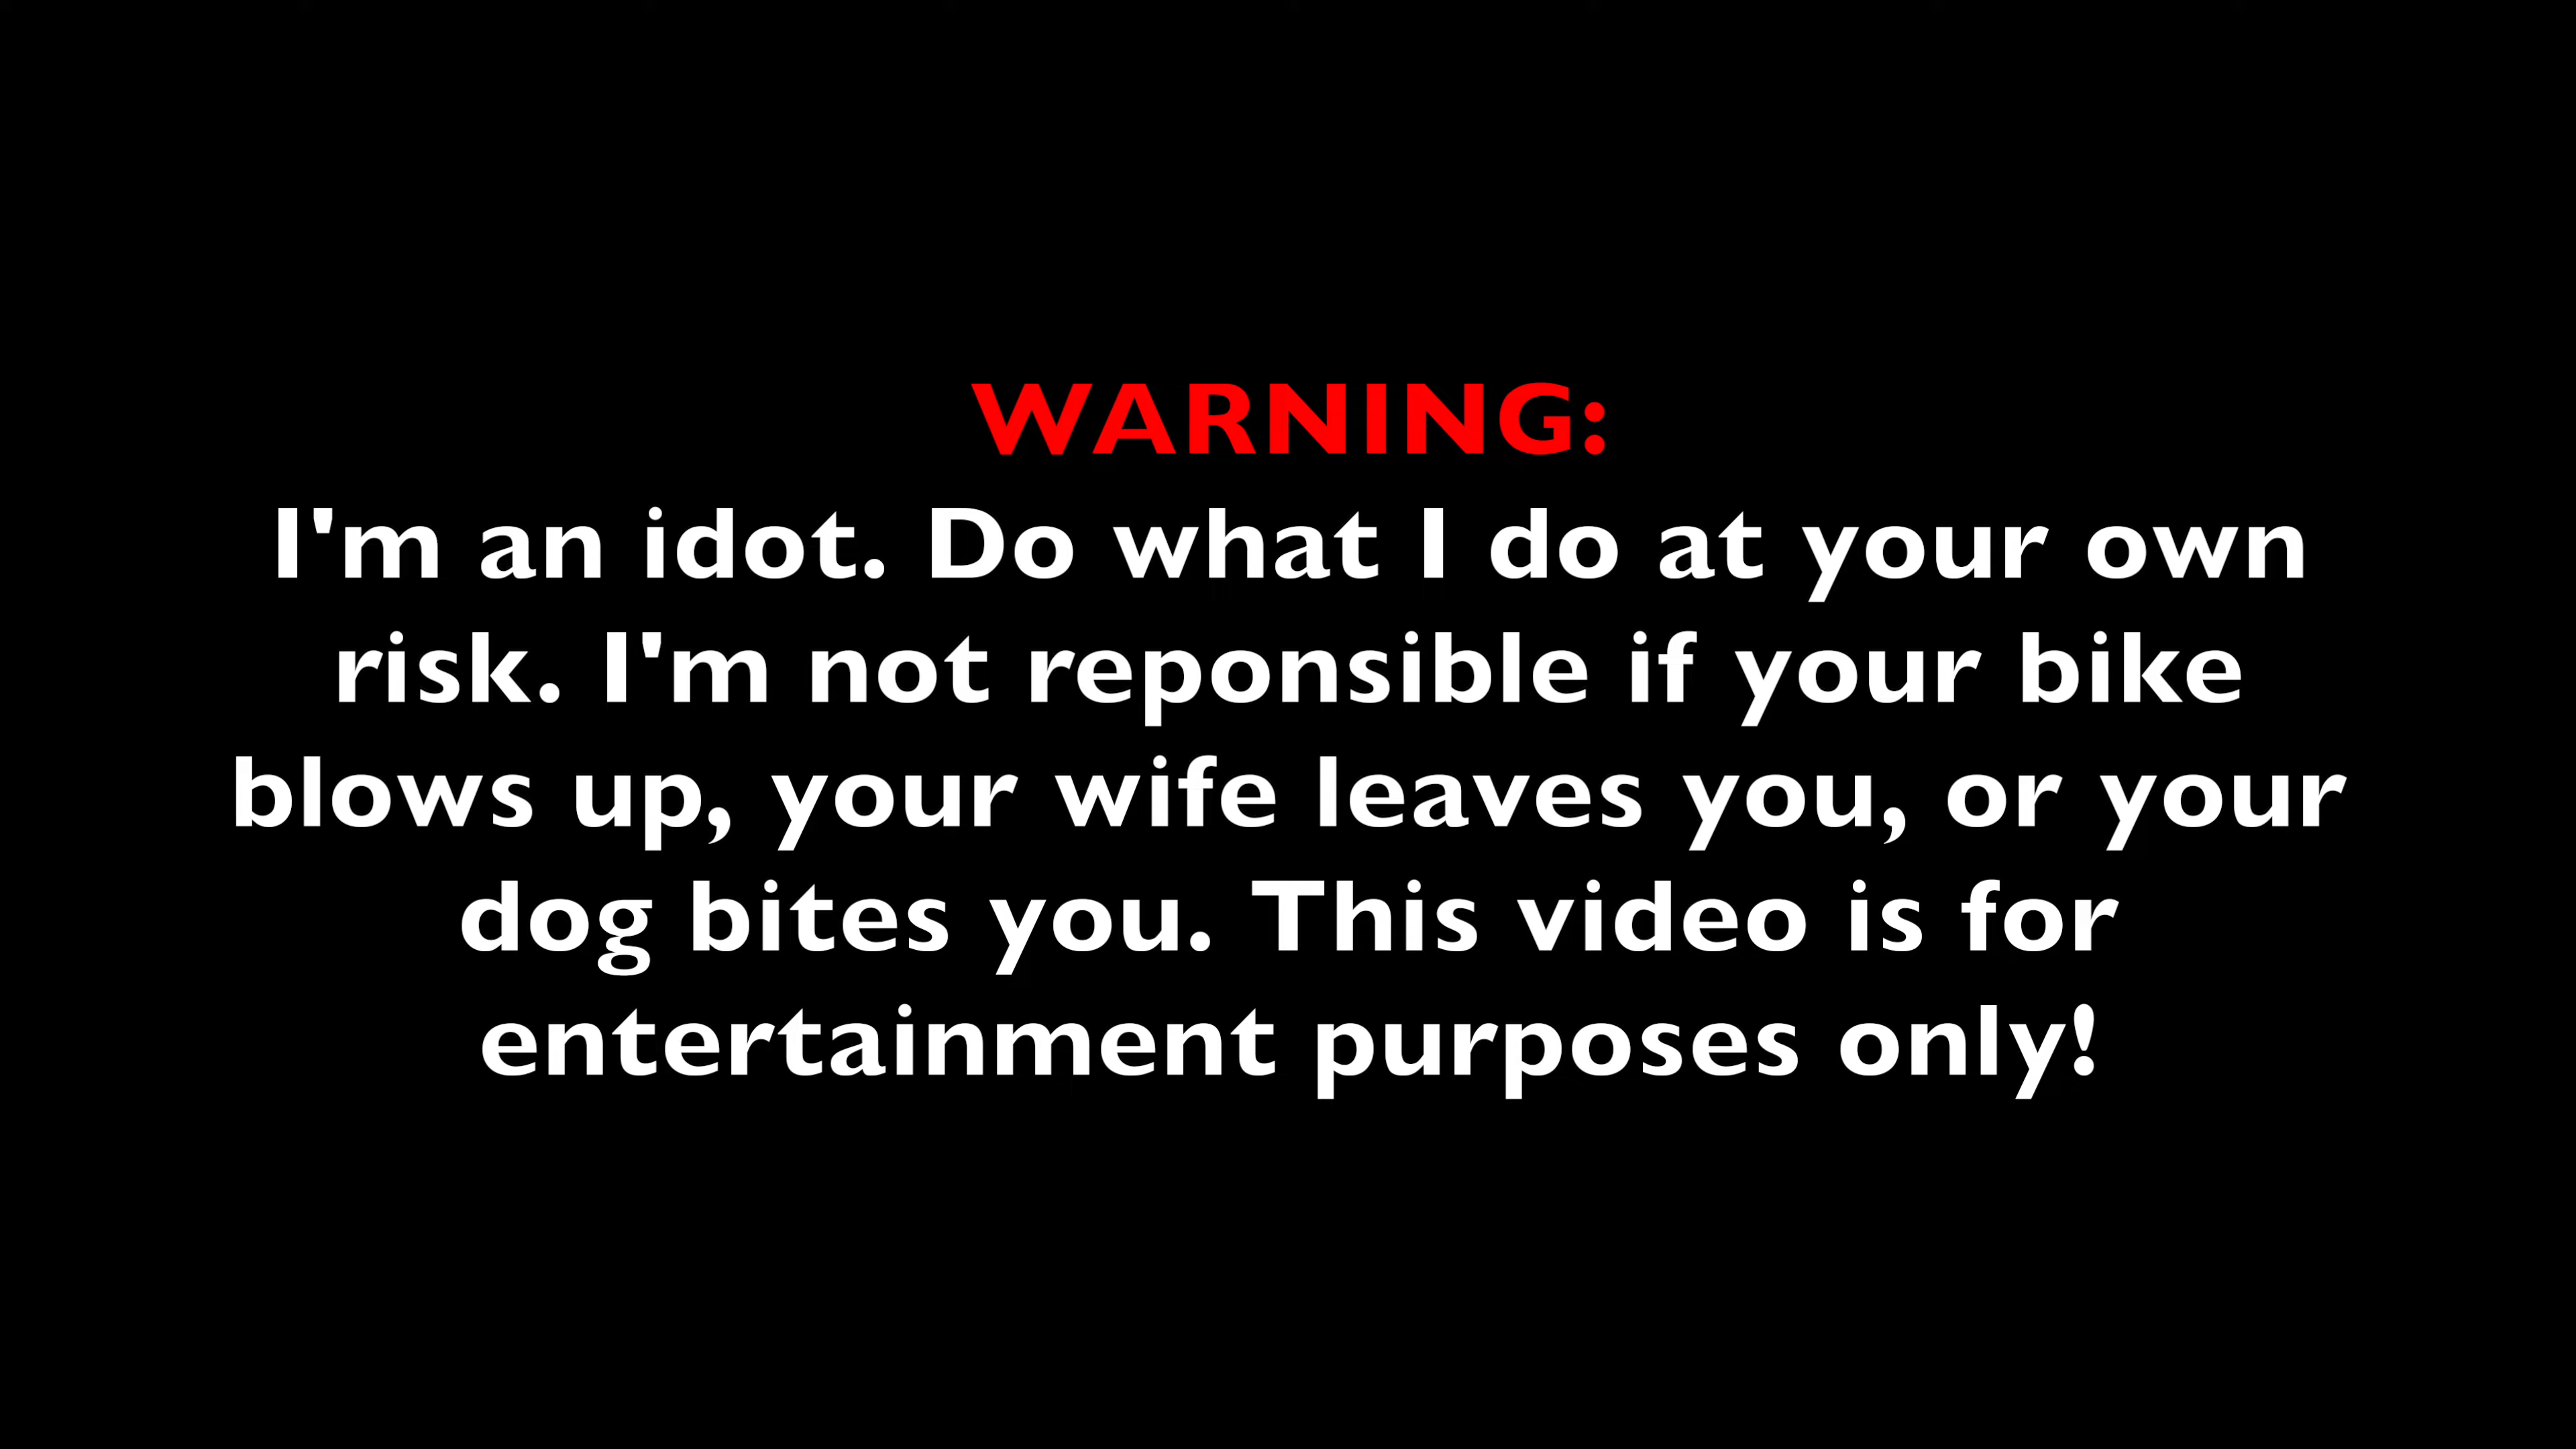 WARNING:
I'm an idot. Do what I do at your own
risk. I'm not reponsible if your bike
blows up, your wife leaves you, or your
dog bites you. This video is for
entertainment purposes only!